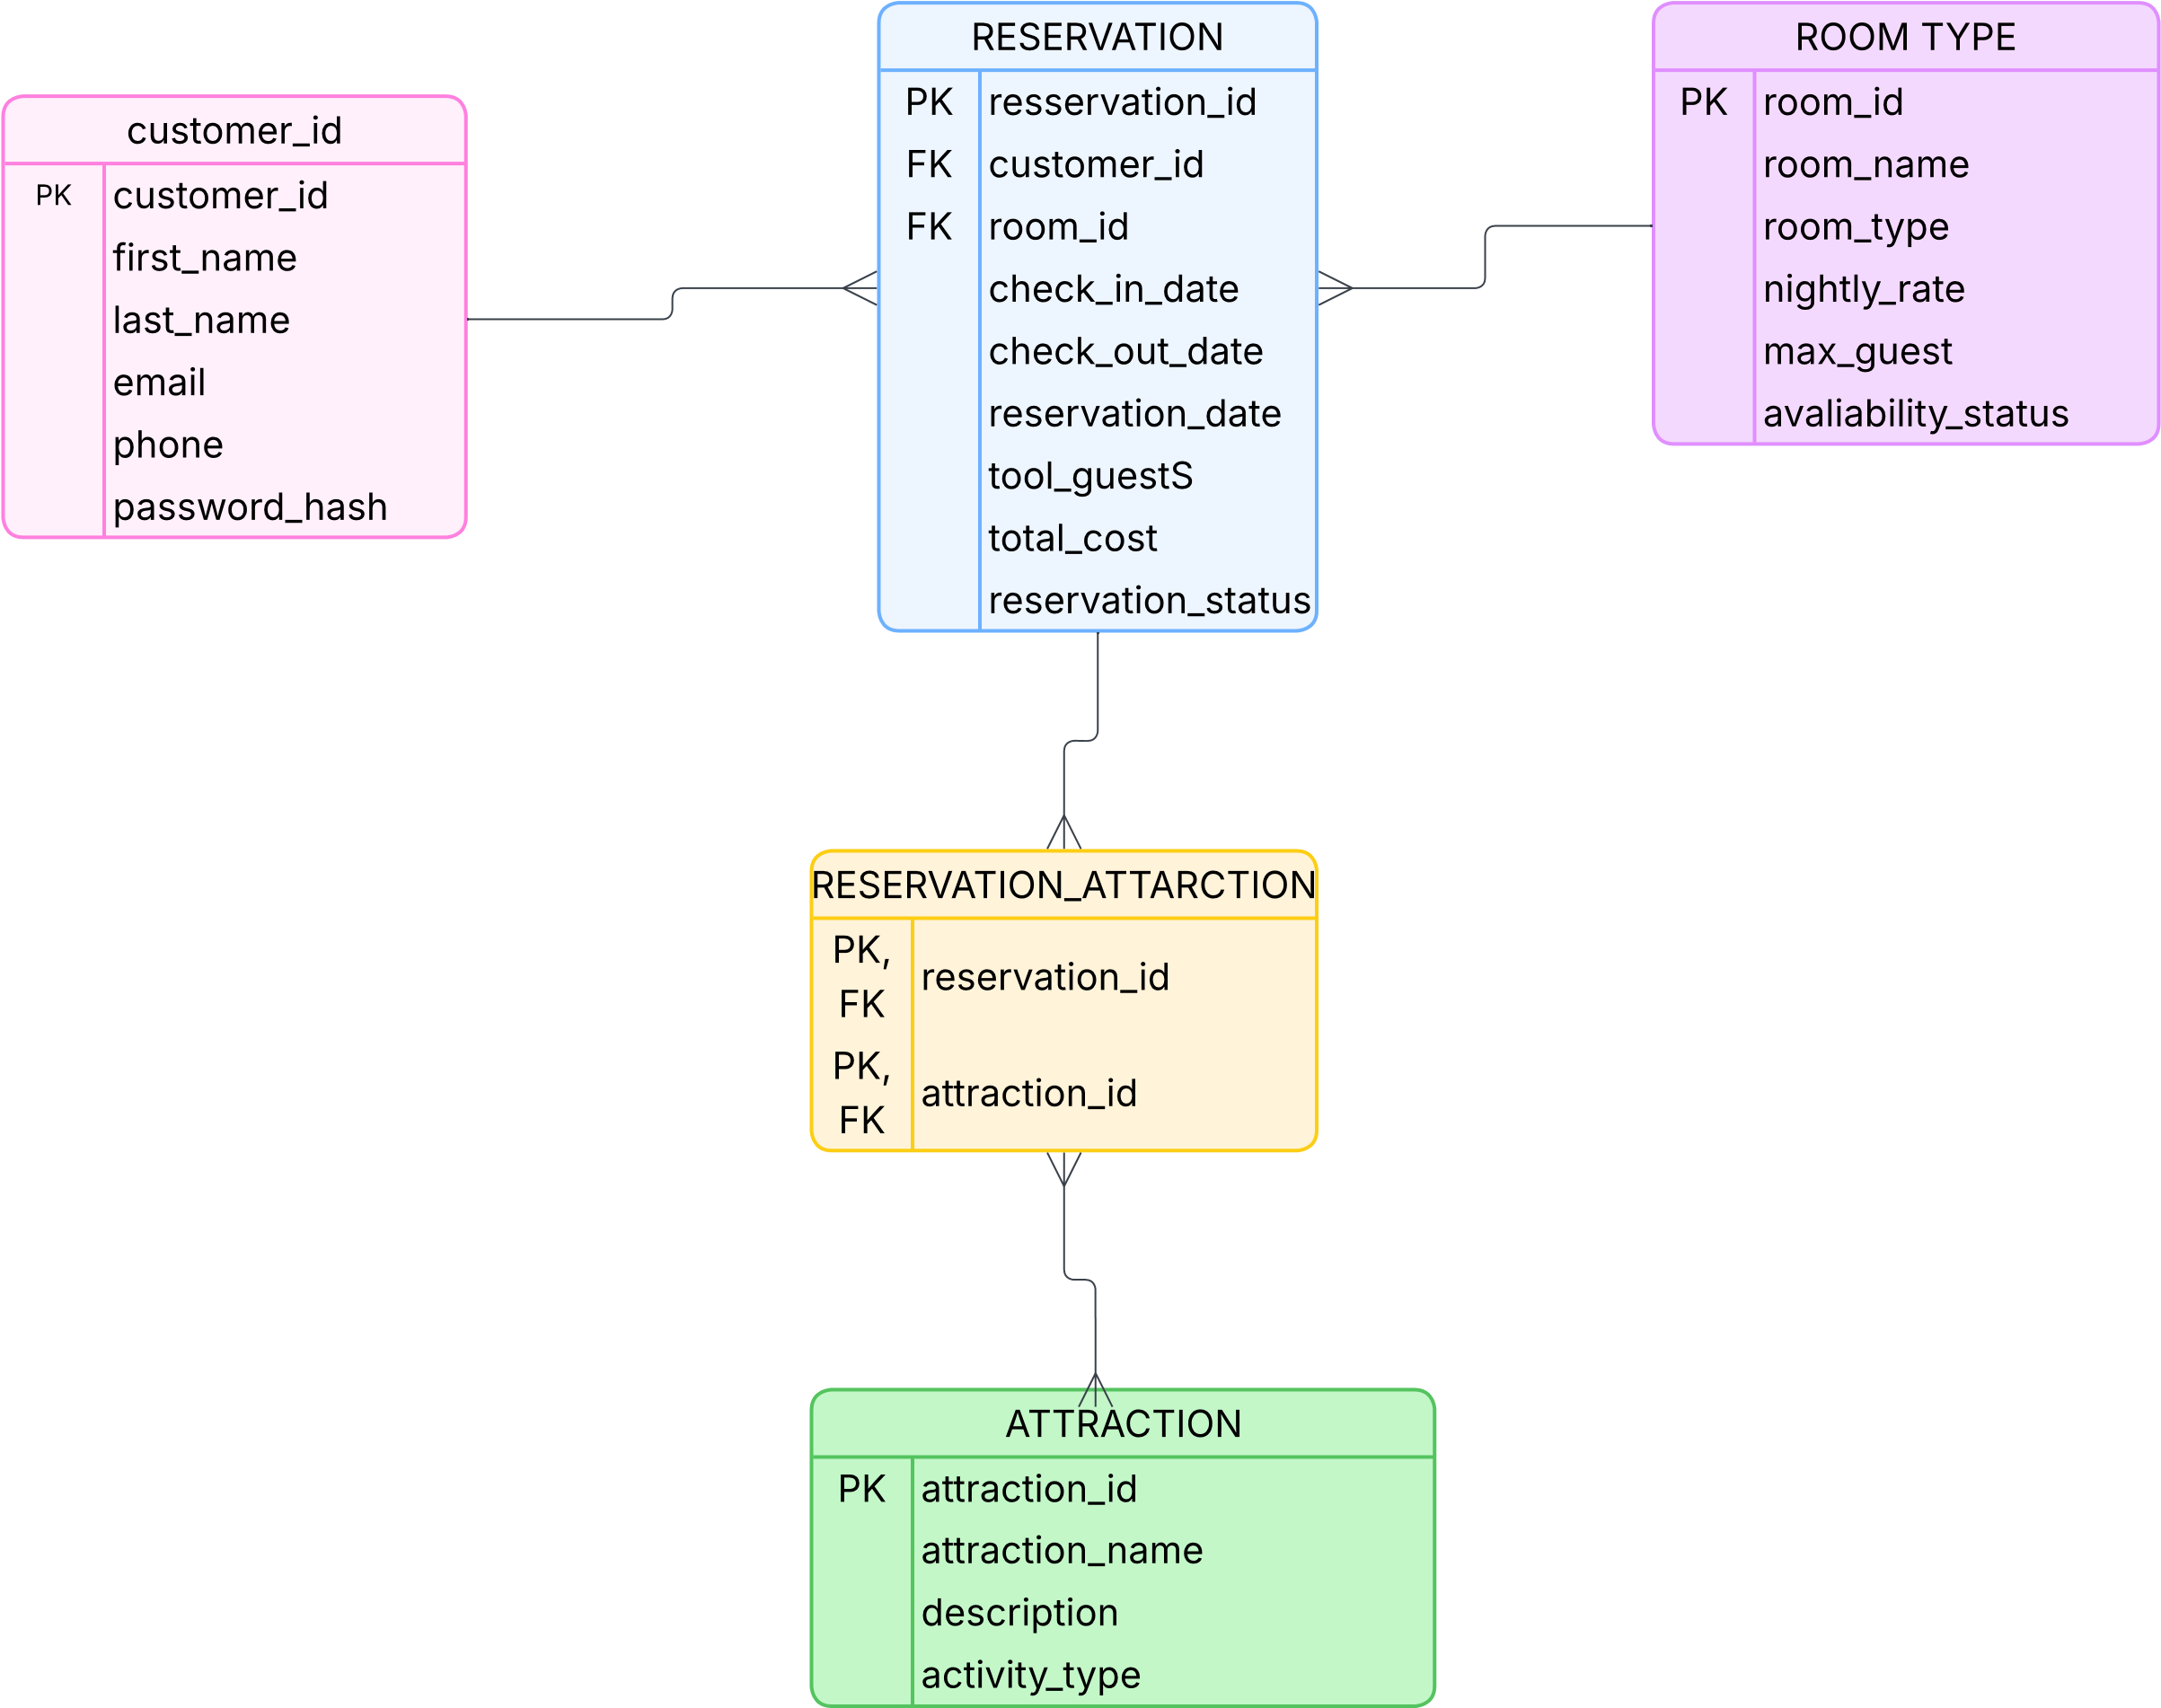 customer_id
PK customer_id
first_name
last_name
email
phone
password_hash
RESERVATION
PK resservation_id
FK customer_id
FK room_id
check_in_date
check_out_date
reservation_date
tool_guestS
total_cost
reservation_status
ROOM TYPE
PK room_id
room_name
room_type
nightly_rate
max_guest
avaliability_status
RESERVATION_ATTARCTION
PK,
FK
reservation_id
PK,
FK
attraction_id
ATTRACTION
PK attraction_id
attraction_name
description
activity_type